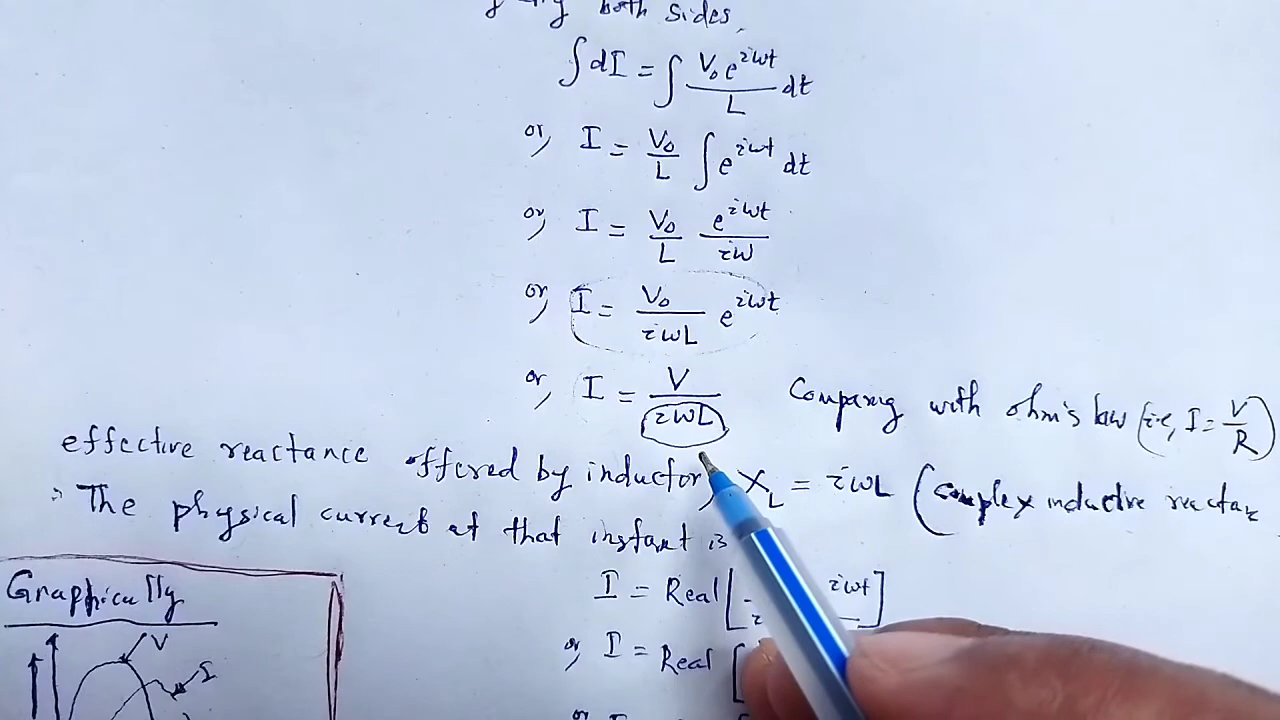 both sides,
∫dI = ∫ V₀e^{iωt}/L dt
or, I = V₀/L ∫ e^{iωt} dt
or, I = V₀/L e^{iωt}/iω
or, I = V₀/iωL e^{iωt}
or, I = V/iωL Comparing with ohm's law (i.e, I = V/R)
effective reactance offered by inductor, X_L = iωL (Complex inductive
∴ The physical current at that instant is
I = Real[ iωt]
or, I = Real [
Graphically
V
I